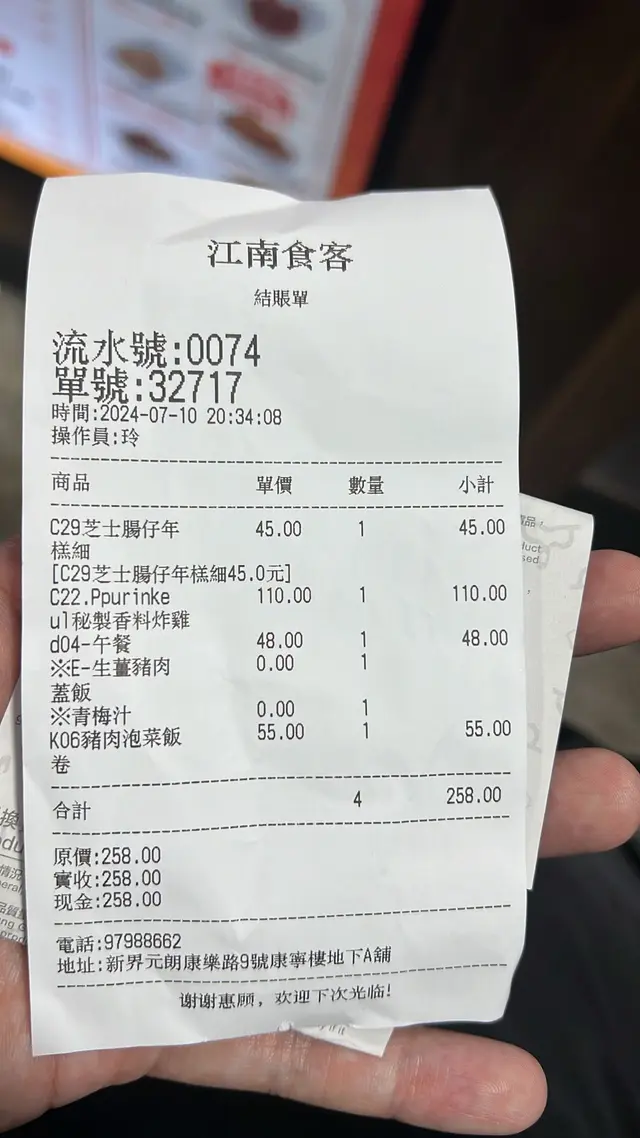 江南食客
結賬單
流水號:0074
單號:32717
時間:2024-07-10 20:34:08
操作員:玲
商品 單價 數量 小計
C29芝士腸仔年 45.00 1 45.00
糕細
[C29芝士腸仔年糕細45.0元]
C22.Ppurinke 110.00 1 110.00
ul秘製香料炸雞
d04-午餐 48.00 1 48.00
※E-生薑豬肉 0.00 1
蓋飯
※青梅汁 0.00 1
K06豬肉泡菜飯 55.00 1 55.00
卷
合計 4 258.00
原價:258.00
實收:258.00
现金:258.00
電話:97988662
地址:新界元朗康樂路9號康寧樓地下A舖
谢谢惠顾，欢迎下次光临!